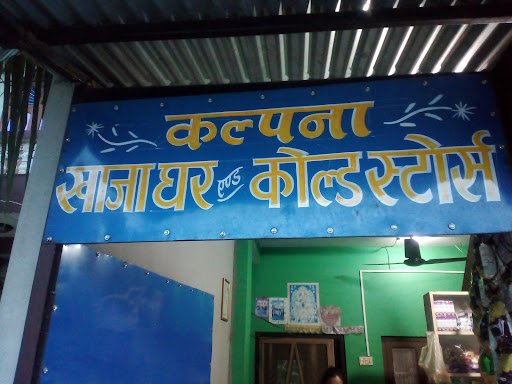 कल्पना
खाजा घर एण्ड कोल्ड स्टोर्स